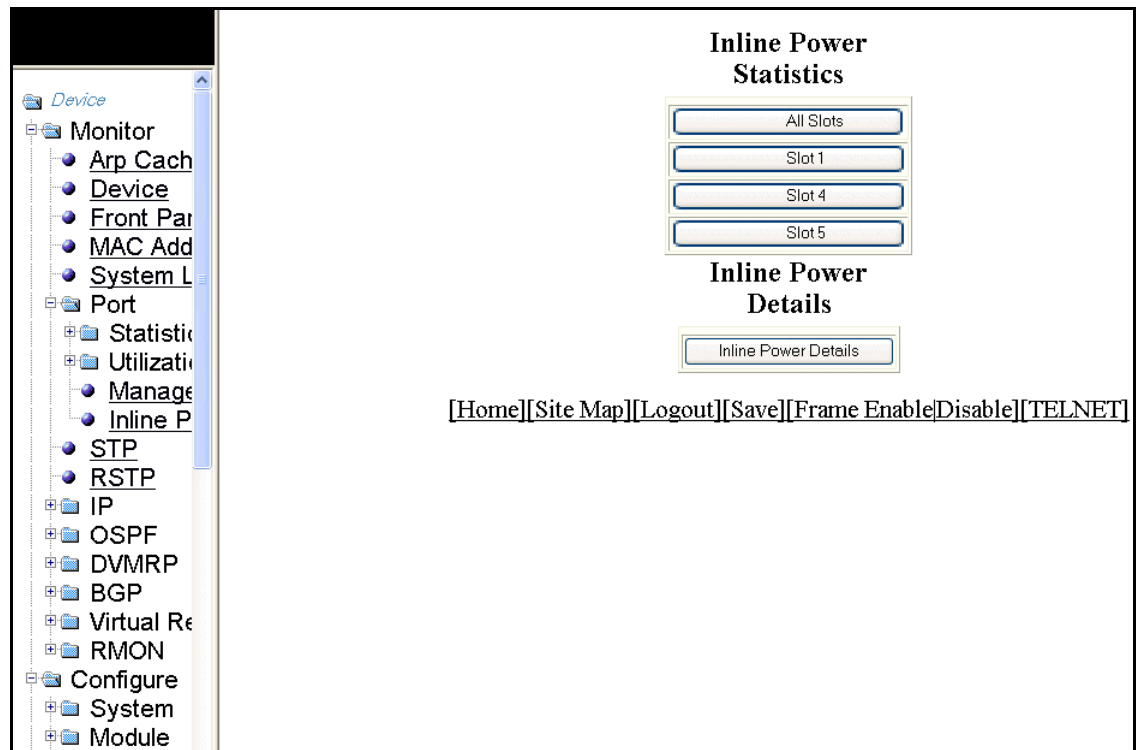 Device
Monitor
Arp Cach
Device
Front Par
MAC Add
System L
Port
Statistic
Utilizati
Manage
Inline P
STP
RSTP
IP
OSPF
DVMRP
BGP
Virtual Re
RMON
Configure
System
Module
Inline Power
Statistics
All Slots
Slot 1
Slot 4
Slot 5
Inline Power
Details
Inline Power Details
[Home][Site Map][Logout][Save][Frame Enable|Disable][TELNET]